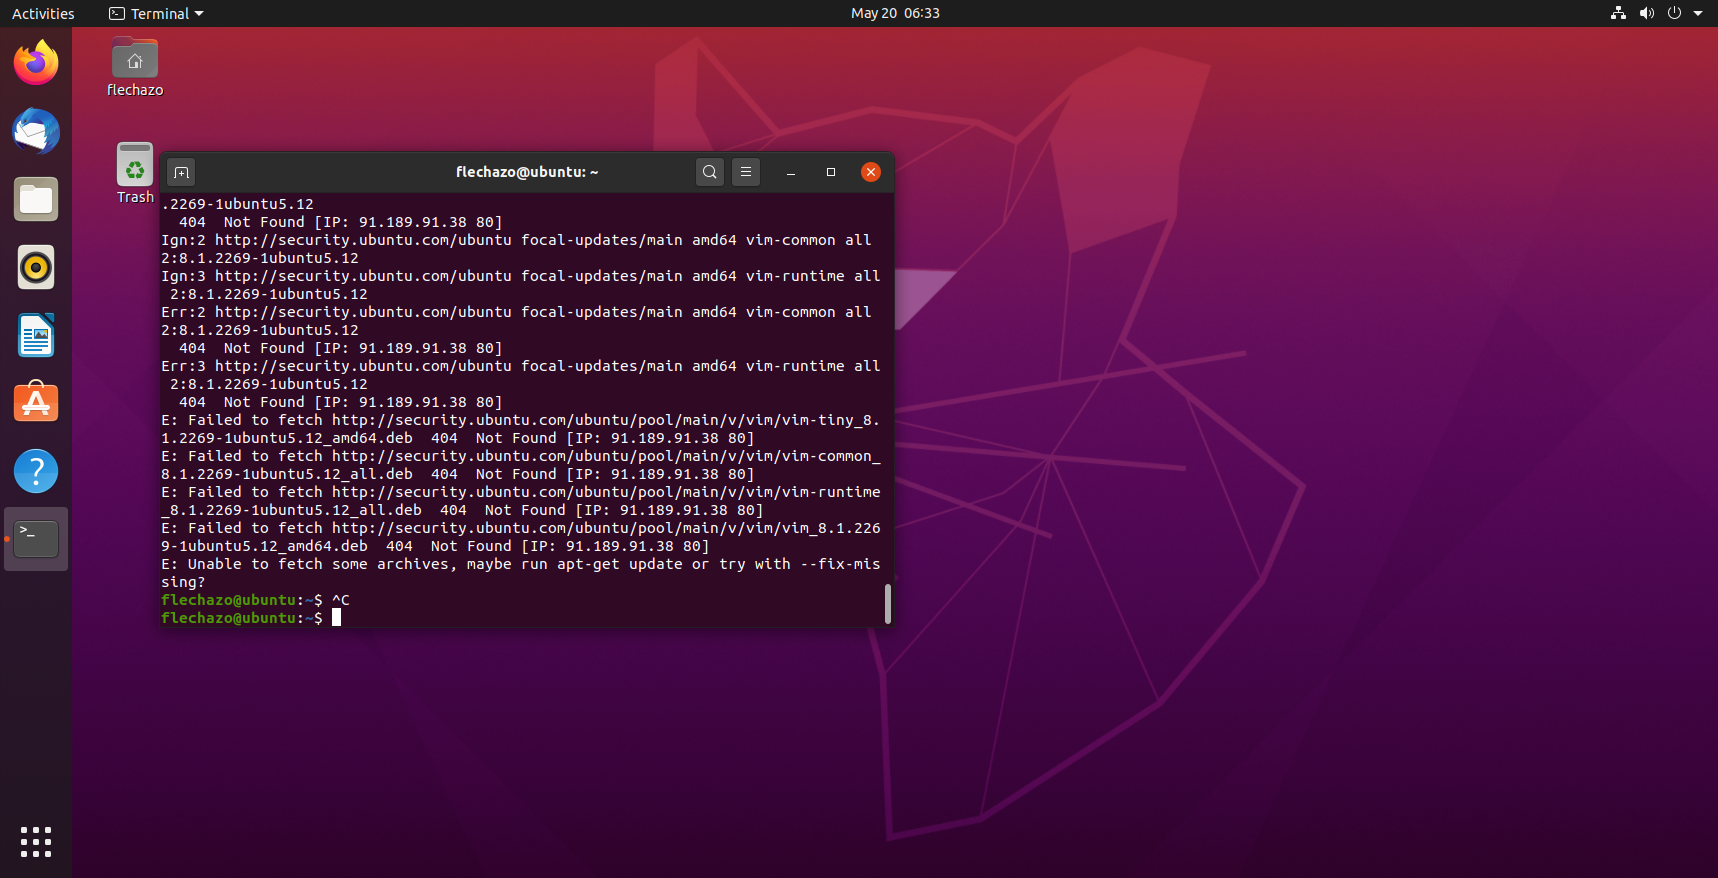 Activities
Terminal
May 20 06:33
flechazo
Trash
flechazo@ubuntu: ~
.2269-1ubuntu5.12
  404  Not Found [IP: 91.189.91.38 80]
Ign:2 http://security.ubuntu.com/ubuntu focal-updates/main amd64 vim-common all
2:8.1.2269-1ubuntu5.12
Ign:3 http://security.ubuntu.com/ubuntu focal-updates/main amd64 vim-runtime all
 2:8.1.2269-1ubuntu5.12
Err:2 http://security.ubuntu.com/ubuntu focal-updates/main amd64 vim-common all
2:8.1.2269-1ubuntu5.12
  404  Not Found [IP: 91.189.91.38 80]
Err:3 http://security.ubuntu.com/ubuntu focal-updates/main amd64 vim-runtime all
 2:8.1.2269-1ubuntu5.12
  404  Not Found [IP: 91.189.91.38 80]
E: Failed to fetch http://security.ubuntu.com/ubuntu/pool/main/v/vim/vim-tiny_8.
1.2269-1ubuntu5.12_amd64.deb  404  Not Found [IP: 91.189.91.38 80]
E: Failed to fetch http://security.ubuntu.com/ubuntu/pool/main/v/vim/vim-common_
8.1.2269-1ubuntu5.12_all.deb  404  Not Found [IP: 91.189.91.38 80]
E: Failed to fetch http://security.ubuntu.com/ubuntu/pool/main/v/vim/vim-runtime
_8.1.2269-1ubuntu5.12_all.deb  404  Not Found [IP: 91.189.91.38 80]
E: Failed to fetch http://security.ubuntu.com/ubuntu/pool/main/v/vim/vim_8.1.226
9-1ubuntu5.12_amd64.deb  404  Not Found [IP: 91.189.91.38 80]
E: Unable to fetch some archives, maybe run apt-get update or try with --fix-mis
sing?
flechazo@ubuntu:~$ ^C
flechazo@ubuntu:~$